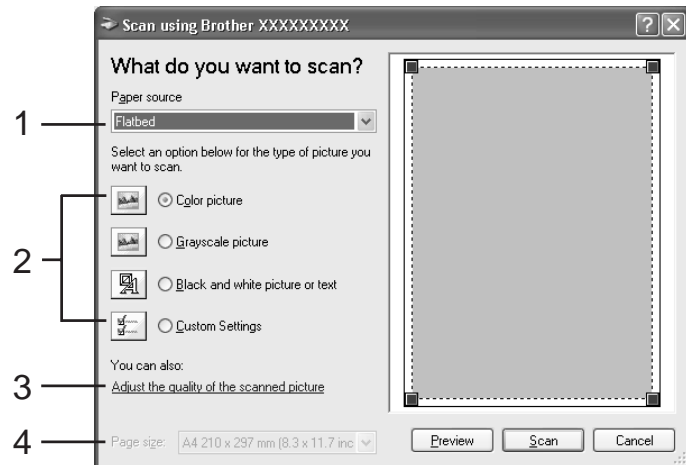 Scan using Brother XXXXXXXXX
What do you want to scan?
Paper source
1
Flatbed
Select an option below for the type of picture you
want to scan.
2
Color picture
Grayscale picture
Black and white picture or text
Custom Settings
You can also:
3
Adjust the quality of the scanned picture
4
Page size:
A4 210 x 297 mm (8.3 x 11.7 inc
Preview
Scan
Cancel